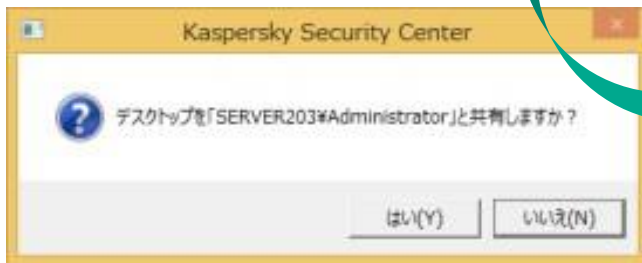 Kaspersky Security Center
デスクトップを「SERVER203¥Administrator」と共有しますか？
はい(Y)
いいえ(N)